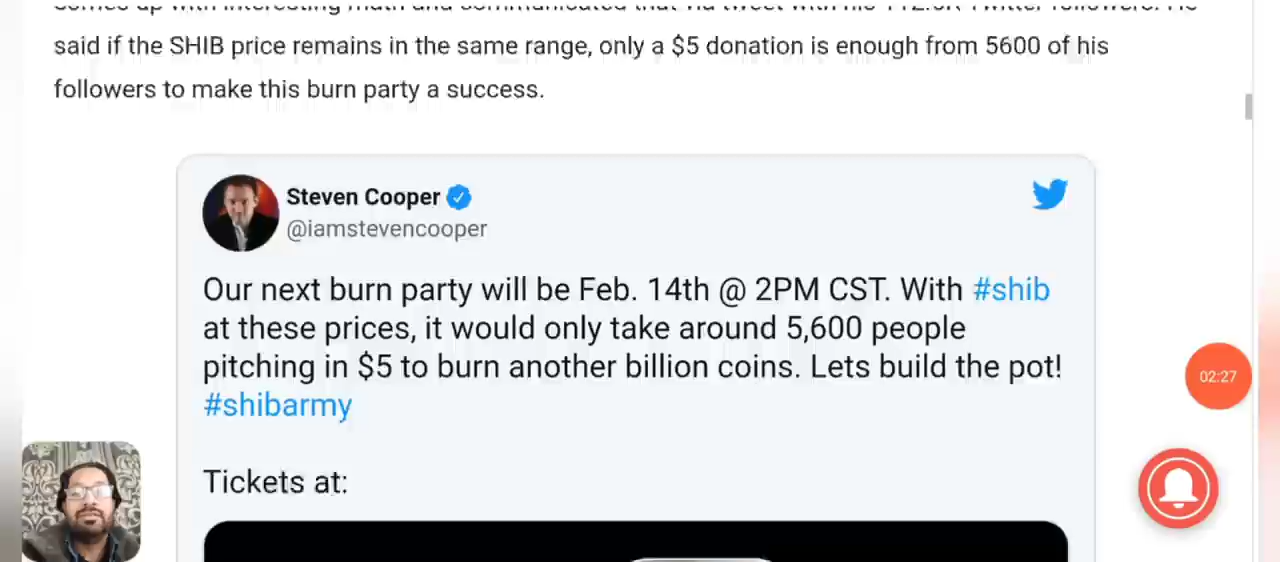 said if the SHIB price remains in the same range, only a $5 donation is enough from 5600 of his
followers to make this burn party a success.
Steven Cooper
@iamstevencooper
Our next burn party will be Feb. 14th @ 2PM CST. With #shib
at these prices, it would only take around 5,600 people
pitching in $5 to burn another billion coins. Lets build the pot!
#shibarmy
02:27
Tickets at: